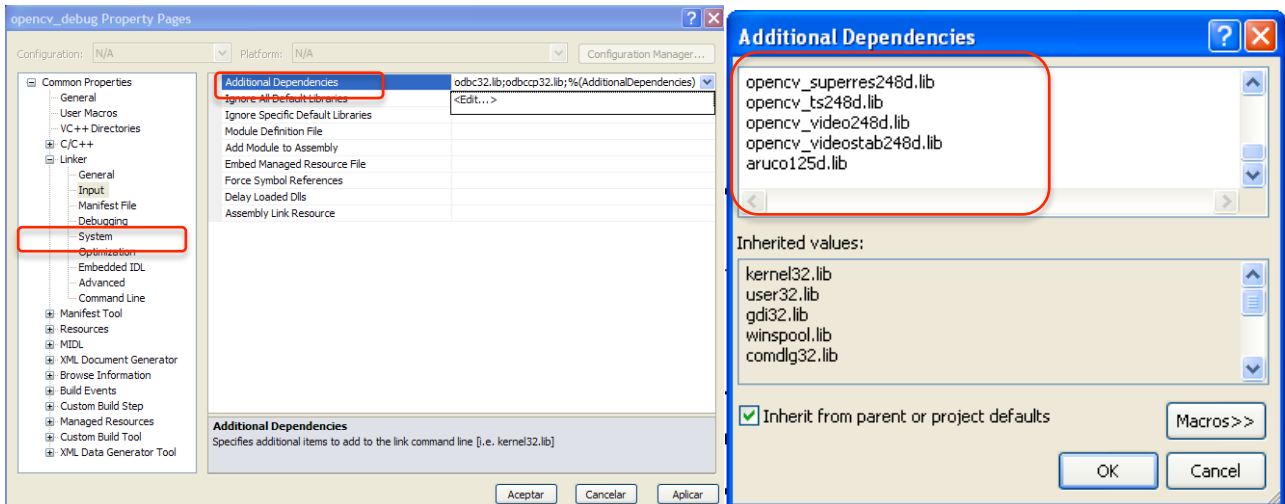 opencv_debug Property Pages
Configuration: N/A Platform: N/A Configuration Manager...
Common Properties
General
User Macros
VC++ Directories
C/C++
Linker
General
Input
Manifest File
Debugging
System
Optimization
Embedded IDL
Advanced
Command Line
Manifest Tool
Resources
MIDL
XML Document Generator
Browse Information
Build Events
Custom Build Step
Managed Resources
Custom Build Tool
XML Data Generator Tool
Additional Dependencies odbc32.lib;odbccp32.lib;%(AdditionalDependencies)
Ignore All Default Libraries <Edit...>
Ignore Specific Default Libraries
Module Definition File
Add Module to Assembly
Embed Managed Resource File
Force Symbol References
Delay Loaded Dlls
Assembly Link Resource
Additional Dependencies
Specifies additional items to add to the link command line [i.e. kernel32.lib]
Aceptar Cancelar Aplicar
Additional Dependencies
opencv_superres248d.lib
opencv_ts248d.lib
opencv_video248d.lib
opencv_videostab248d.lib
aruco125d.lib
Inherited values:
kernel32.lib
user32.lib
gdi32.lib
winspool.lib
comdlg32.lib
Inherit from parent or project defaults
Macros>>
OK Cancel